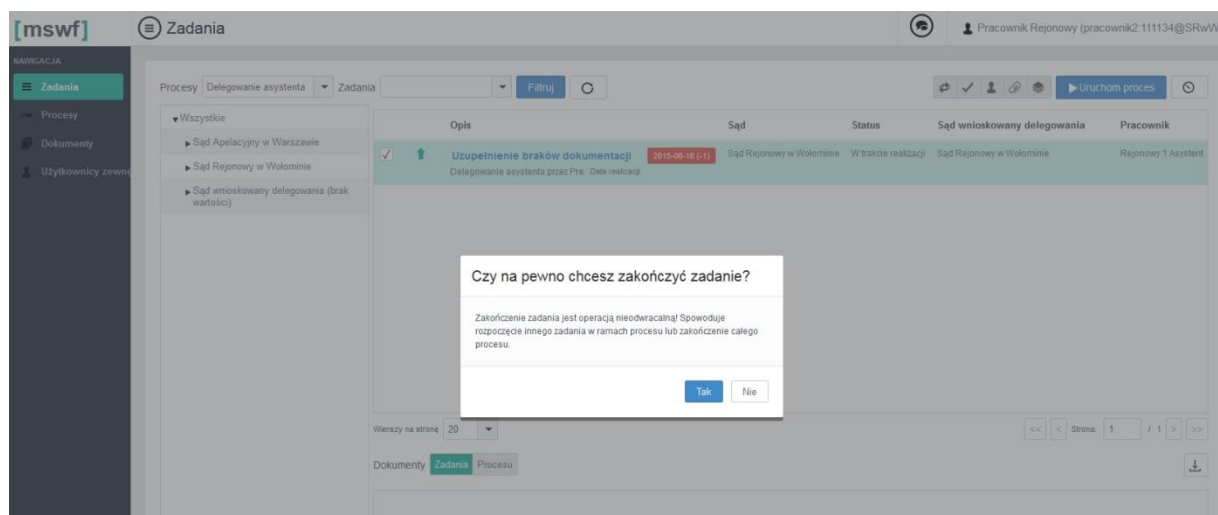 [mswf]
Zadania
Pracownik Rejonowy (pracownik2.111134@SRwW
NAWIGACJA
Zadania
Procesy
Dokumenty
Użytkownicy zewnę
Procesy Delegowanie asystenta Zadania Filtruj
Uruchom proces
Wszystkie
Sąd Apelacyjny w Warszawie
Sąd Rejonowy w Wołominie
Sąd wnioskowany delegowania (brak
wartości)
Opis Sąd Status Sąd wnioskowany delegowania Pracownik
Uzupełnienie braków dokumentacji 2015-06-16 (-1) Sąd Rejonowy w Wołominie W trakcie realizacji Sąd Rejonowy w Wołominie Rejonowy 1 Asystent
Delegowanie asystenta przez Pre. Data realizacji
Czy na pewno chcesz zakończyć zadanie?
Zakończenie zadania jest operacją nieodwracalną! Spowoduje
rozpoczęcie innego zadania w ramach procesu lub zakończenie całego
procesu.
Tak Nie
Wierszy na stronę 20
<< < Strona: 1 / 1 > >>
Dokumenty Zadania Procesu